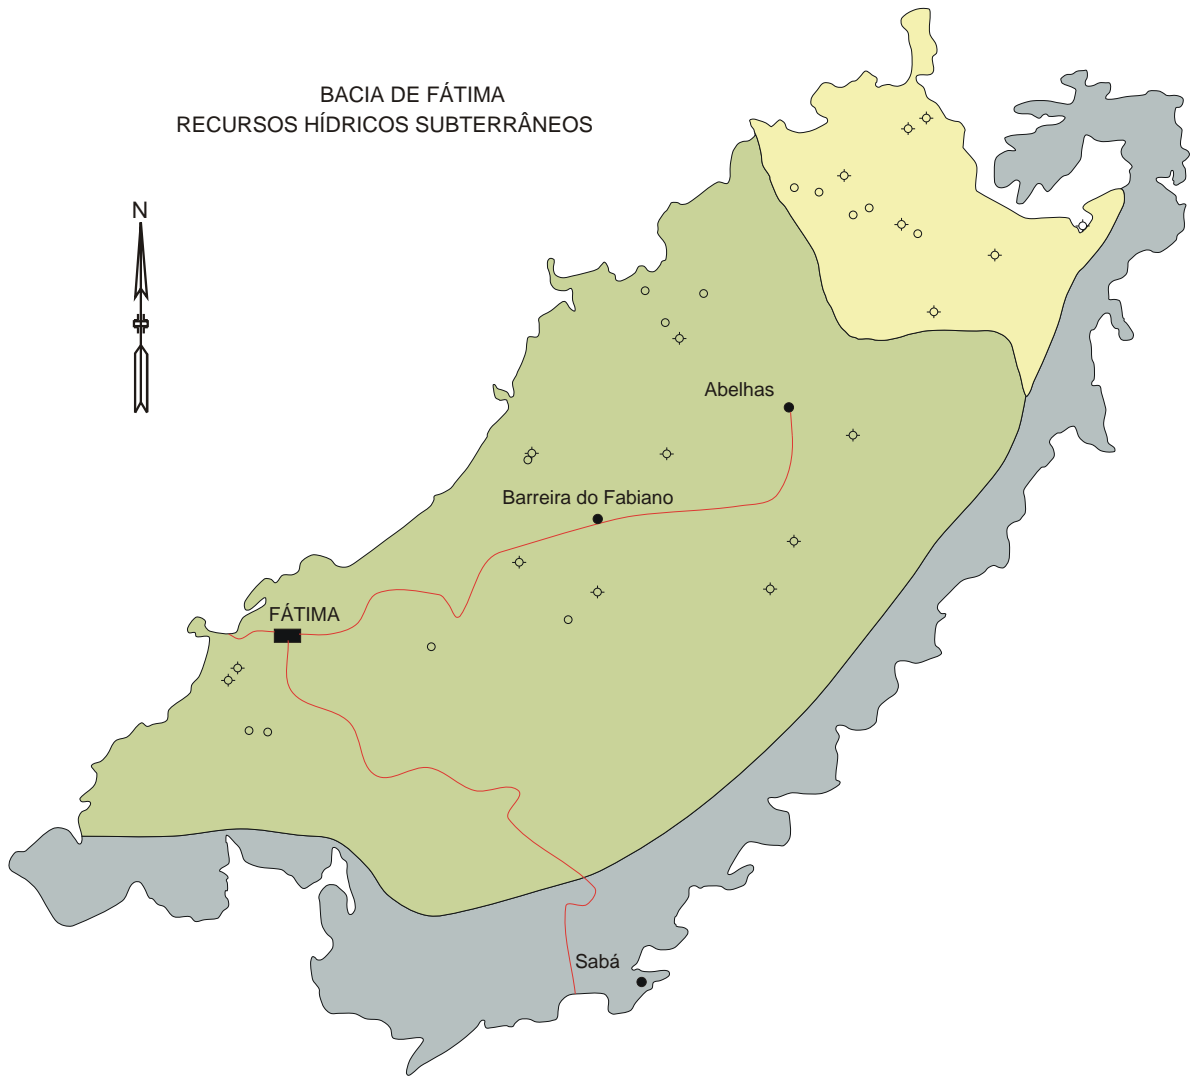 BACIA DE FÁTIMA
RECURSOS HÍDRICOS SUBTERRÂNEOS
N
Abelhas
Barreira do Fabiano
FÁTIMA
Sabá